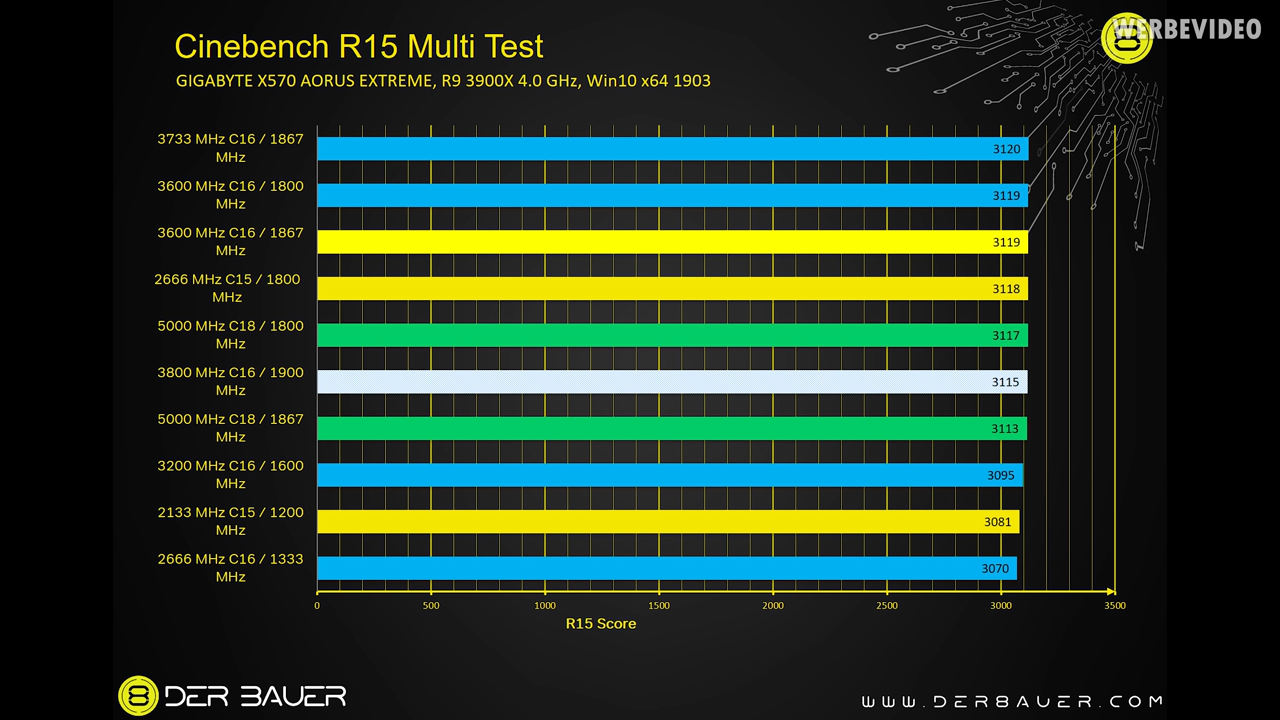 WERBEVIDEO
Cinebench R15 Multi Test
GIGABYTE X570 AORUS EXTREME, R9 3900X 4.0 GHz, Win10 x64 1903
3733 MHz C16 / 1867
MHz
3120
3600 MHz C16 / 1800
MHz
3119
3600 MHz C16 / 1867
MHz
3119
2666 MHz C15 / 1800
MHz
3118
5000 MHz C18 / 1800
MHz
3117
3800 MHz C16 / 1900
MHz
3115
5000 MHz C18 / 1867
MHz
3113
3200 MHz C16 / 1600
MHz
3095
2133 MHz C15 / 1200
MHz
3081
2666 MHz C16 / 1333
MHz
3070
0 500 1000 1500 2000 2500 3000 3500
R15 Score
8 DER 8AUER
WWW.DER8AUER.COM